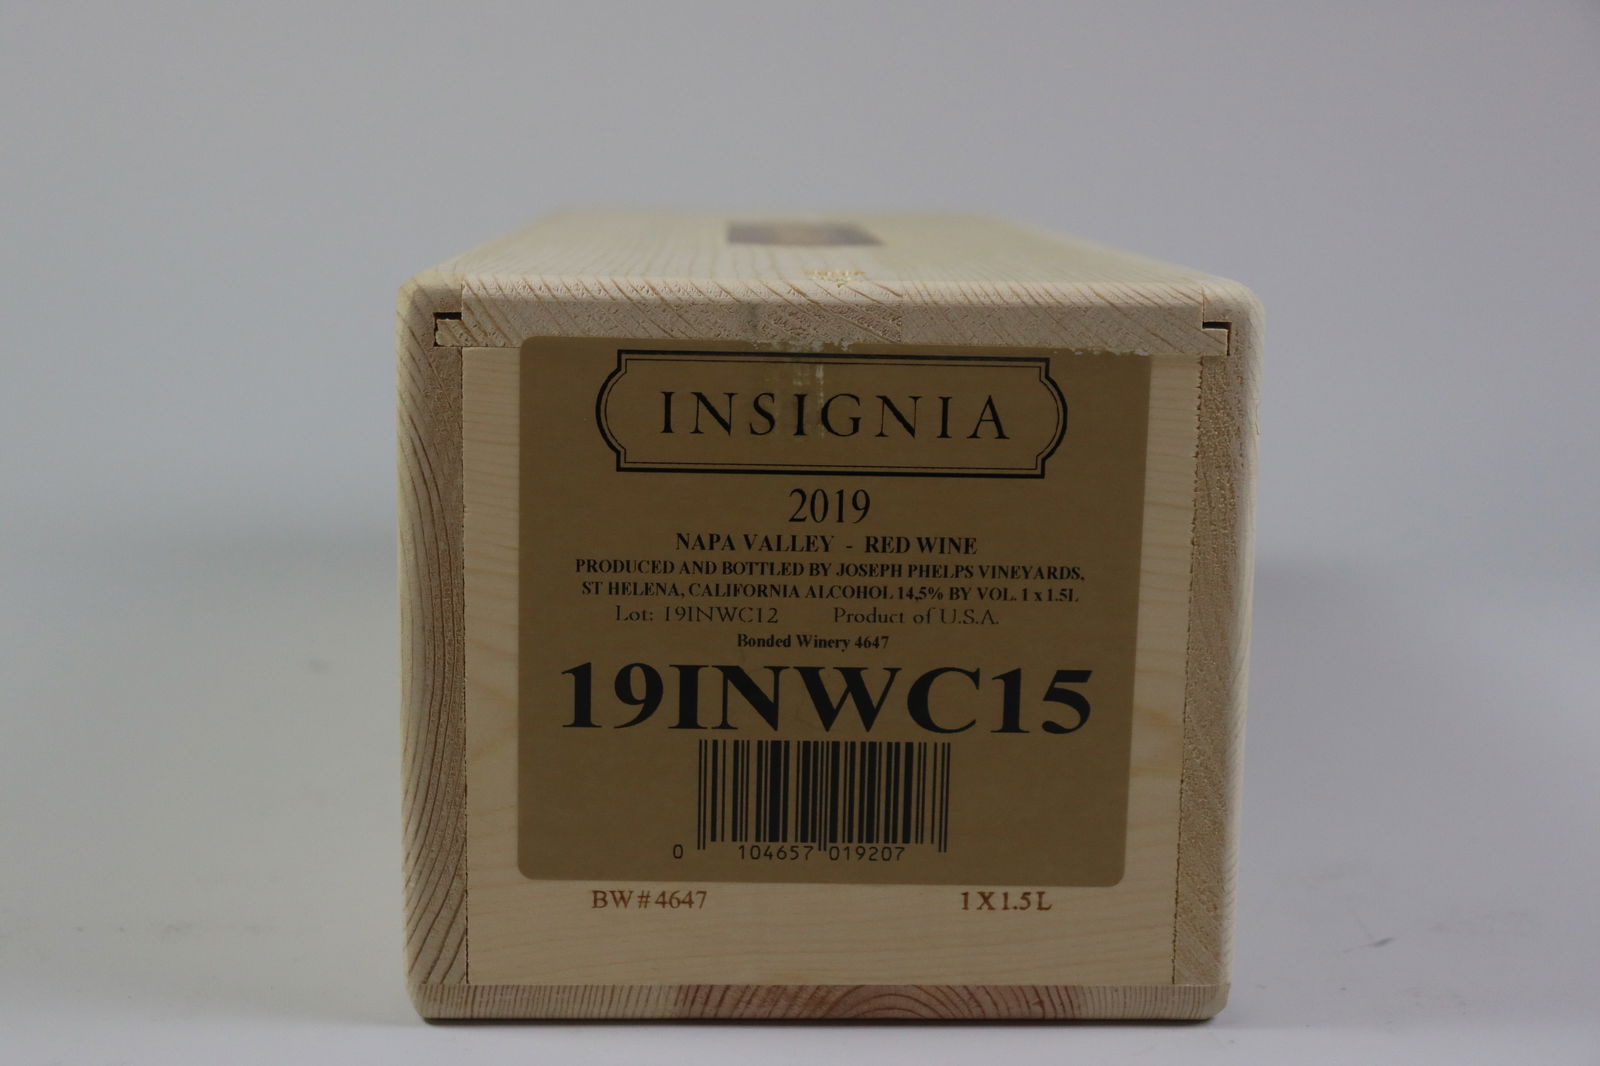 INSIGNIA
2019
NAPA VALLEY - RED WINE
PRODUCED AND BOTTLED BY JOSEPH PHELPS VINEYARDS,
ST HELENA, CALIFORNIA ALCOHOL 14,5% BY VOL. 1 x 1.5L
Lot: 19INWC12 Product of U.S.A.
Bonded Winery 4647
19INWC15
0 104657 019207
BW#4647 1X1.5L